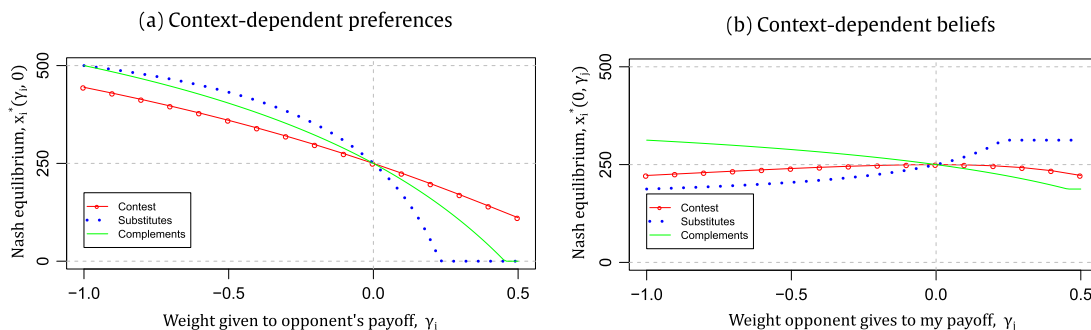 (a) Context-dependent preferences
Nash equilibrium, xᵢ*(γᵢ, 0)
500
250
0
Contest
Substitutes
Complements
−1.0 −0.5 0.0 0.5
Weight given to opponent's payoff, γᵢ
(b) Context-dependent beliefs
Nash equilibrium, xᵢ*(0, γⱼ)
500
250
0
Contest
Substitutes
Complements
−1.0 −0.5 0.0 0.5
Weight opponent gives to my payoff, γⱼ